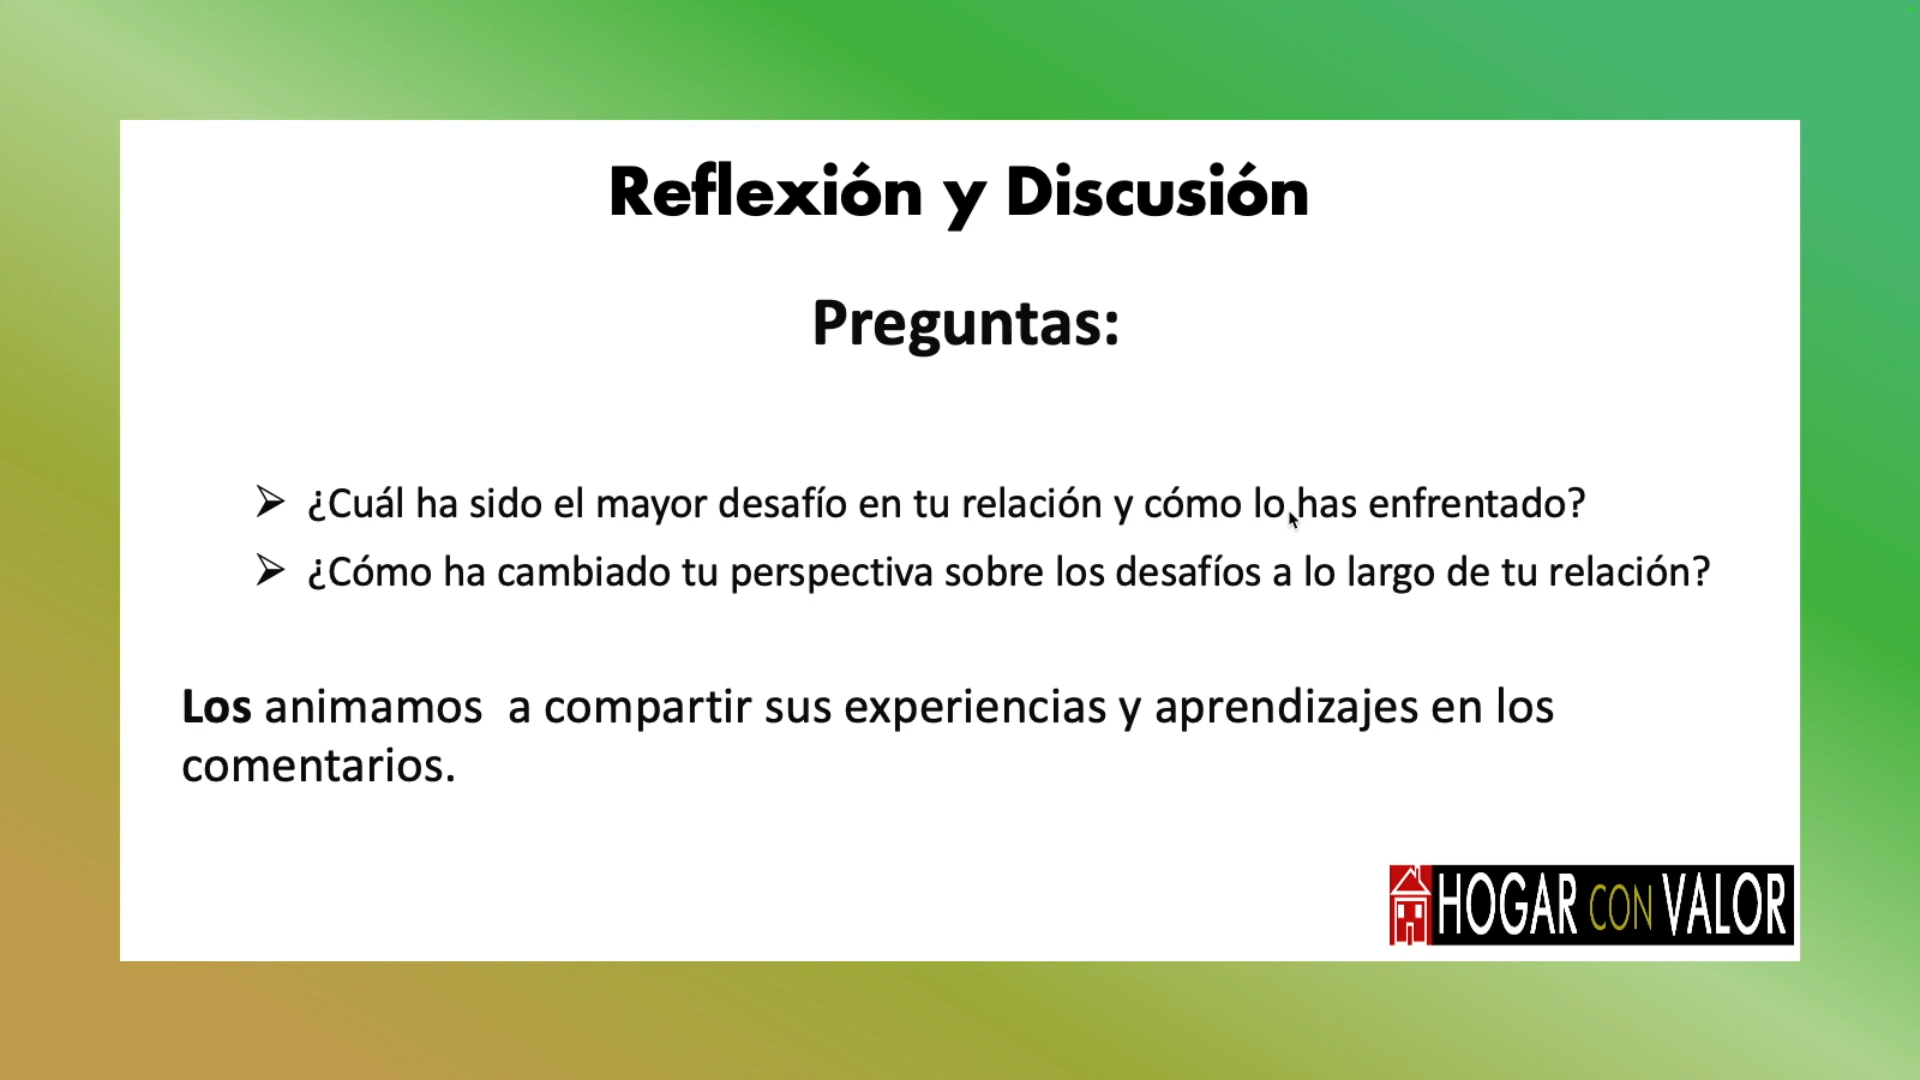 Reflexión y Discusión
Preguntas:
➢ ¿Cuál ha sido el mayor desafío en tu relación y cómo lo has enfrentado?
➢ ¿Cómo ha cambiado tu perspectiva sobre los desafíos a lo largo de tu relación?
Los animamos  a compartir sus experiencias y aprendizajes en los
comentarios.
HOGAR CON VALOR